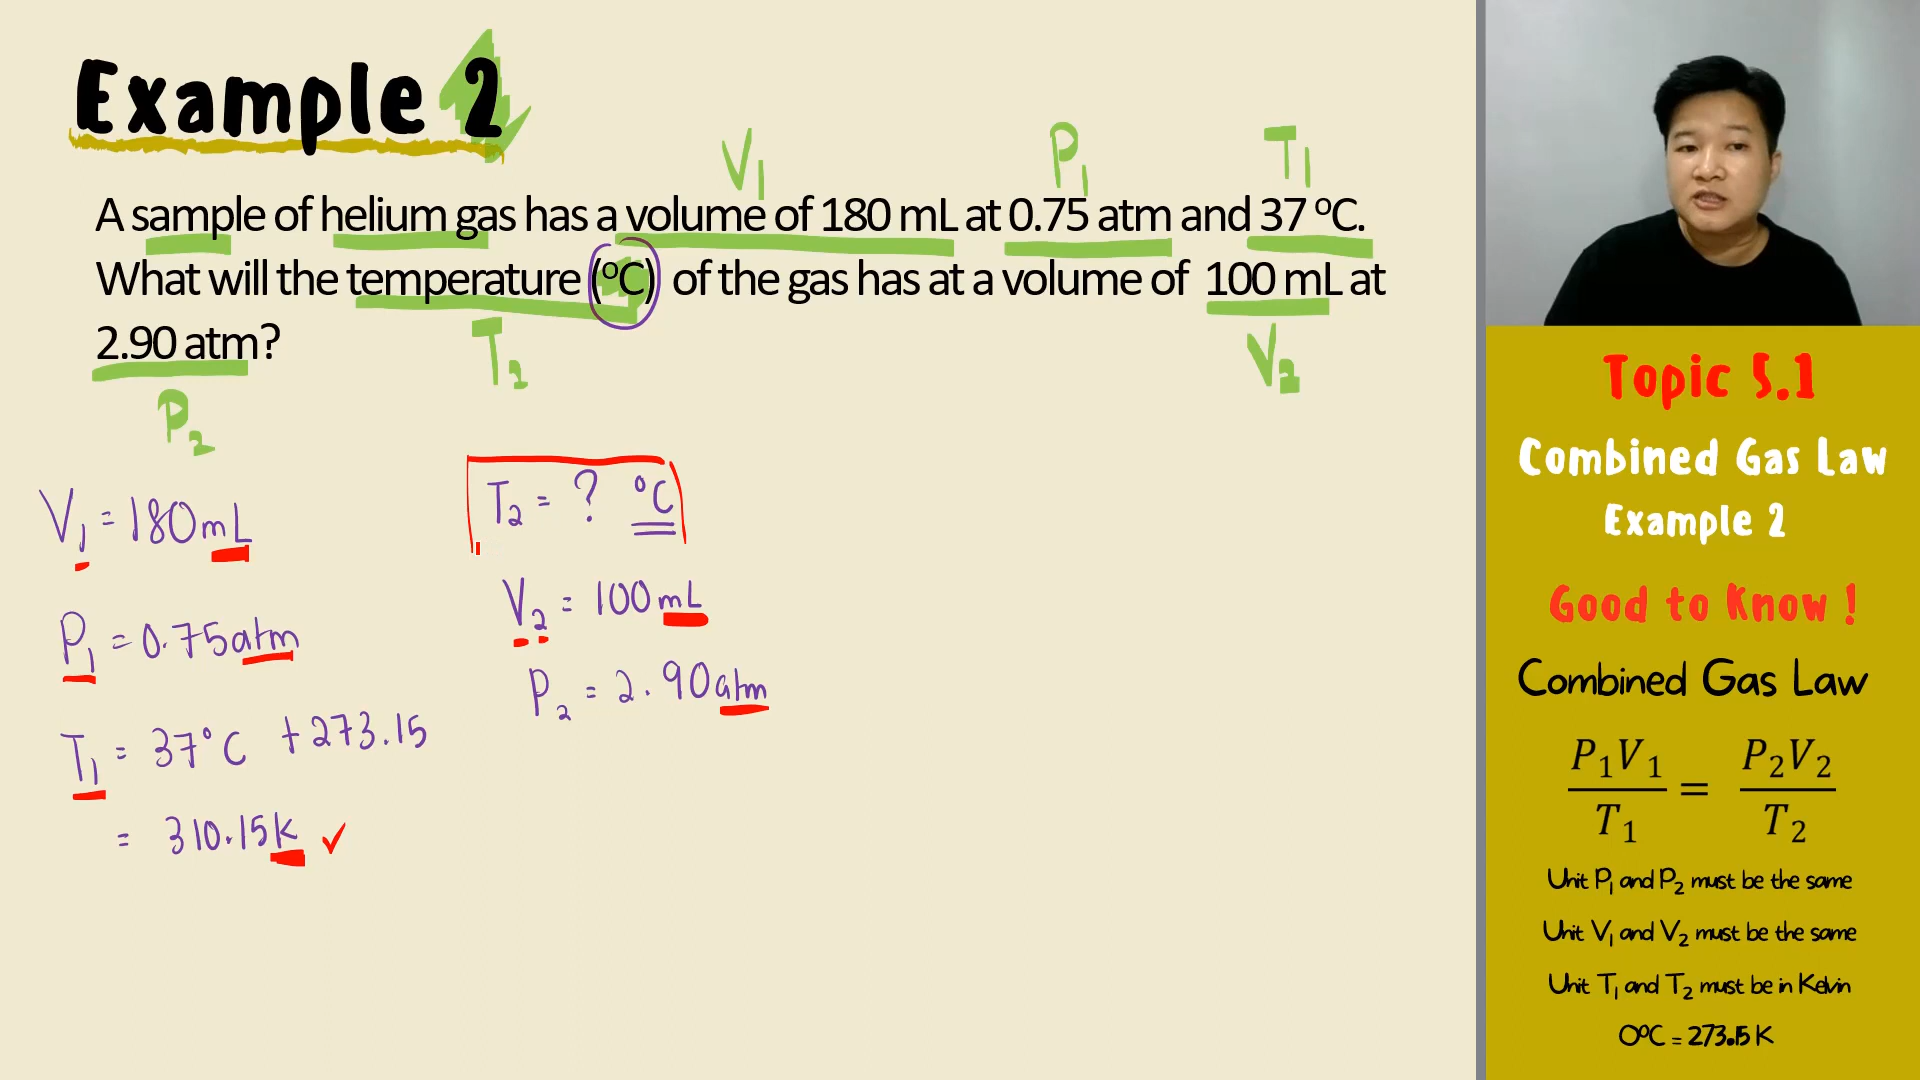 Example 2
V₁ P₁ T₁
A sample of helium gas has a volume of 180 mL at 0.75 atm and 37 ºC.
What will the temperature (ºC) of the gas has at a volume of 100 mL at
2.90 atm?
T₂ V₂
P₂
V₁ = 180mL
P₁ = 0.75atm
T₁ = 37°C + 273.15
= 310.15K ✓
T₂ = ? °C
V₂ = 100mL
P₂ = 2.90atm
Topic 5.1
Combined Gas Law
Example 2
Good to Know !
Combined Gas Law
P₁V₁/T₁ = P₂V₂/T₂
Unit P₁ and P₂ must be the same
Unit V₁ and V₂ must be the same
Unit T₁ and T₂ must be in Kelvin
0ºC = 273.15 K